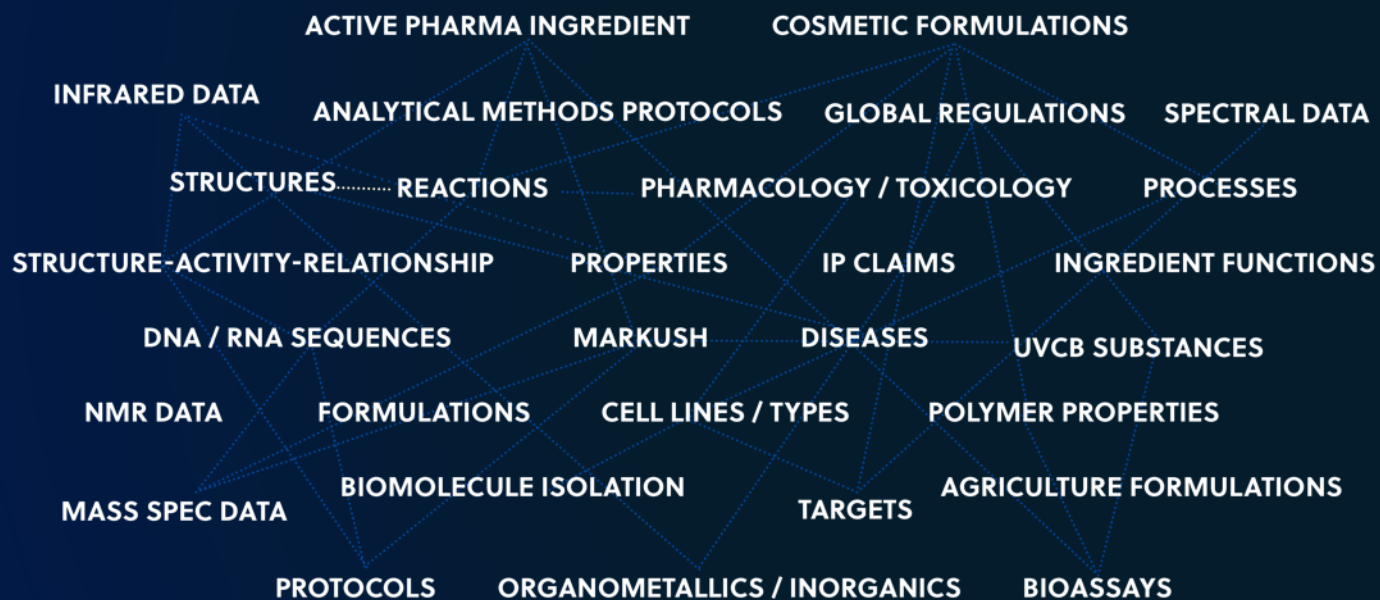 ACTIVE PHARMA INGREDIENT
COSMETIC FORMULATIONS
INFRARED DATA
ANALYTICAL METHODS PROTOCOLS
GLOBAL REGULATIONS
SPECTRAL DATA
STRUCTURES
REACTIONS
PHARMACOLOGY / TOXICOLOGY
PROCESSES
STRUCTURE-ACTIVITY-RELATIONSHIP
PROPERTIES
IP CLAIMS
INGREDIENT FUNCTIONS
DNA / RNA SEQUENCES
MARKUSH
DISEASES
UVCB SUBSTANCES
NMR DATA
FORMULATIONS
CELL LINES / TYPES
POLYMER PROPERTIES
MASS SPEC DATA
BIOMOLECULE ISOLATION
TARGETS
AGRICULTURE FORMULATIONS
PROTOCOLS
ORGANOMETALLICS / INORGANICS
BIOASSAYS